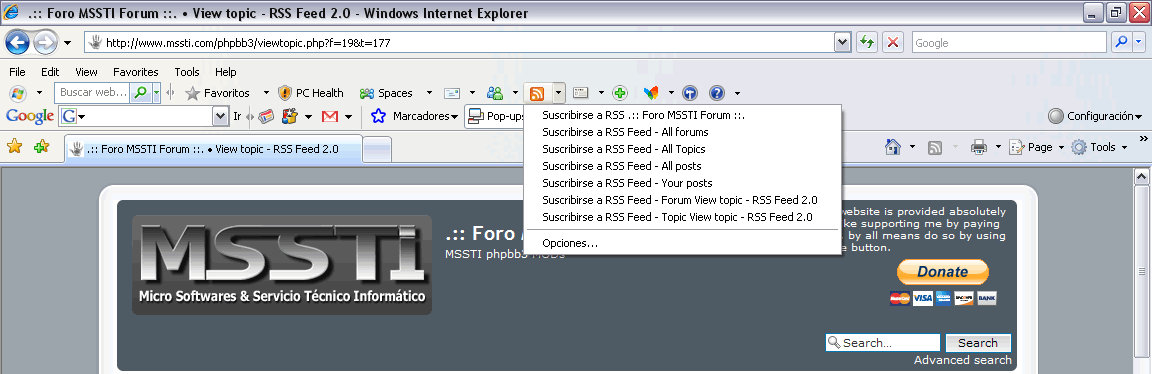 .:: Foro MSSTI Forum ::. • View topic - RSS Feed 2.0 - Windows Internet Explorer
http://www.mssti.com/phpbb3/viewtopic.php?f=19&t=177
Google
File Edit View Favorites Tools Help
Buscar web... Favoritos PC Health Spaces
Google G Ir Marcadores Pop-ups Configuración
.:: Foro MSSTI Forum ::. • View topic - RSS Feed 2.0
Page Tools
Suscribirse a RSS .:: Foro MSSTI Forum ::.
Suscribirse a RSS Feed - All forums
Suscribirse a RSS Feed - All Topics
Suscribirse a RSS Feed - All posts
Suscribirse a RSS Feed - Your posts
Suscribirse a RSS Feed - Forum View topic - RSS Feed 2.0
Suscribirse a RSS Feed - Topic View topic - RSS Feed 2.0
Opciones...
MSSTi
Micro Softwares & Servicio Técnico Informático
.:: Foro
MSSTI phpbb3 MODs
website is provided absolutely
ke supporting me by paying
by all means do so by using
e button.
Donate
VISA BANK
Search...
Search
Advanced search